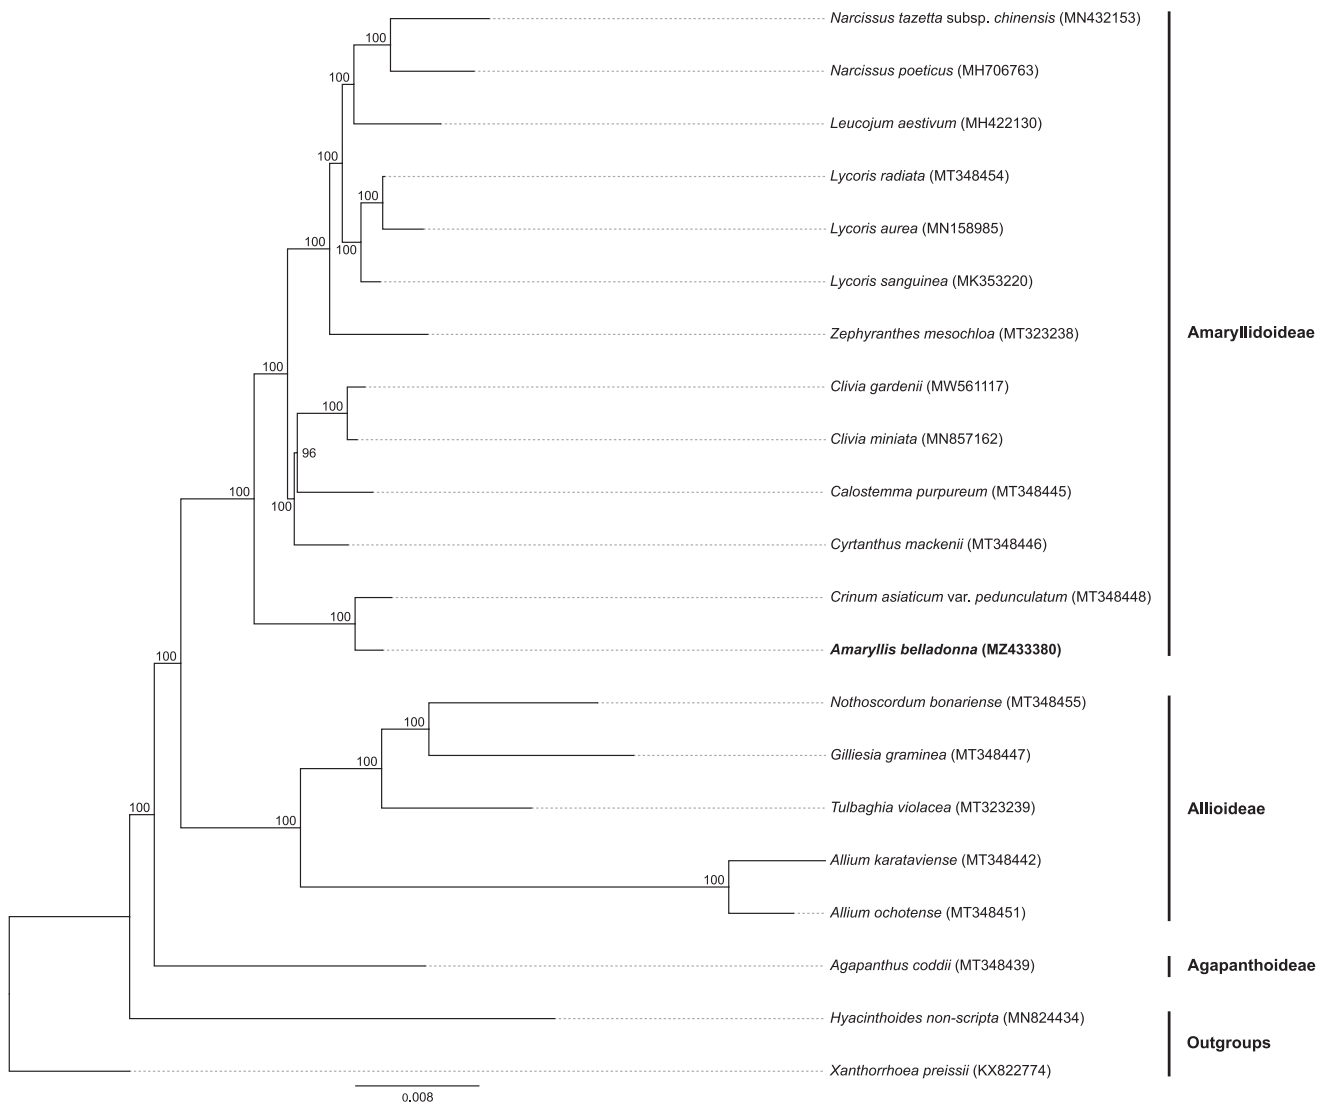 Narcissus tazetta subsp. chinensis (MN432153)
100
Narcissus poeticus (MH706763)
100
Leucojum aestivum (MH422130)
100
Lycoris radiata (MT348454)
100
Lycoris aurea (MN158985)
100
100
Lycoris sanguinea (MK353220)
Zephyranthes mesochloa (MT323238)
Amaryllidoideae
100
Clivia gardenii (MW561117)
100
Clivia miniata (MN857162)
96
Calostemma purpureum (MT348445)
100
100
Cyrtanthus mackenii (MT348446)
Crinum asiaticum var. pedunculatum (MT348448)
100
Amaryllis belladonna (MZ433380)
100
Nothoscordum bonariense (MT348455)
100
Gilliesia graminea (MT348447)
100
Tulbaghia violacea (MT323239)
Allioideae
100
100
Allium karataviense (MT348442)
100
Allium ochotense (MT348451)
Agapanthus coddii (MT348439)
Agapanthoideae
Hyacinthoides non-scripta (MN824434)
Outgroups
Xanthorrhoea preissii (KX822774)
0.008